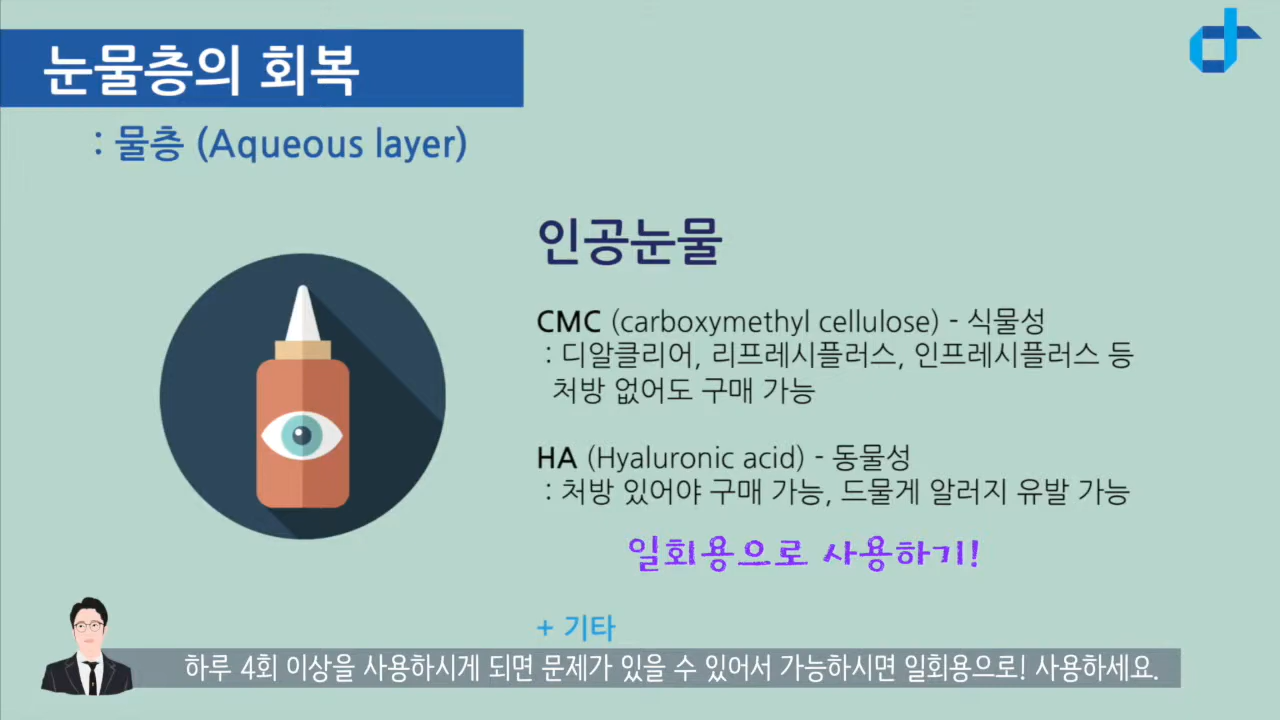 눈물층의 회복
: 물층 (Aqueous layer)
인공눈물
CMC (carboxymethyl cellulose) - 식물성
: 디알클리어, 리프레시플러스, 인프레시플러스 등
처방 없어도 구매 가능
HA (Hyaluronic acid) - 동물성
: 처방 있어야 구매 가능, 드물게 알러지 유발 가능
일회용으로 사용하기!
+ 기타
하루 4회 이상을 사용하시게 되면 문제가 있을 수 있어서 가능하시면 일회용으로! 사용하세요.